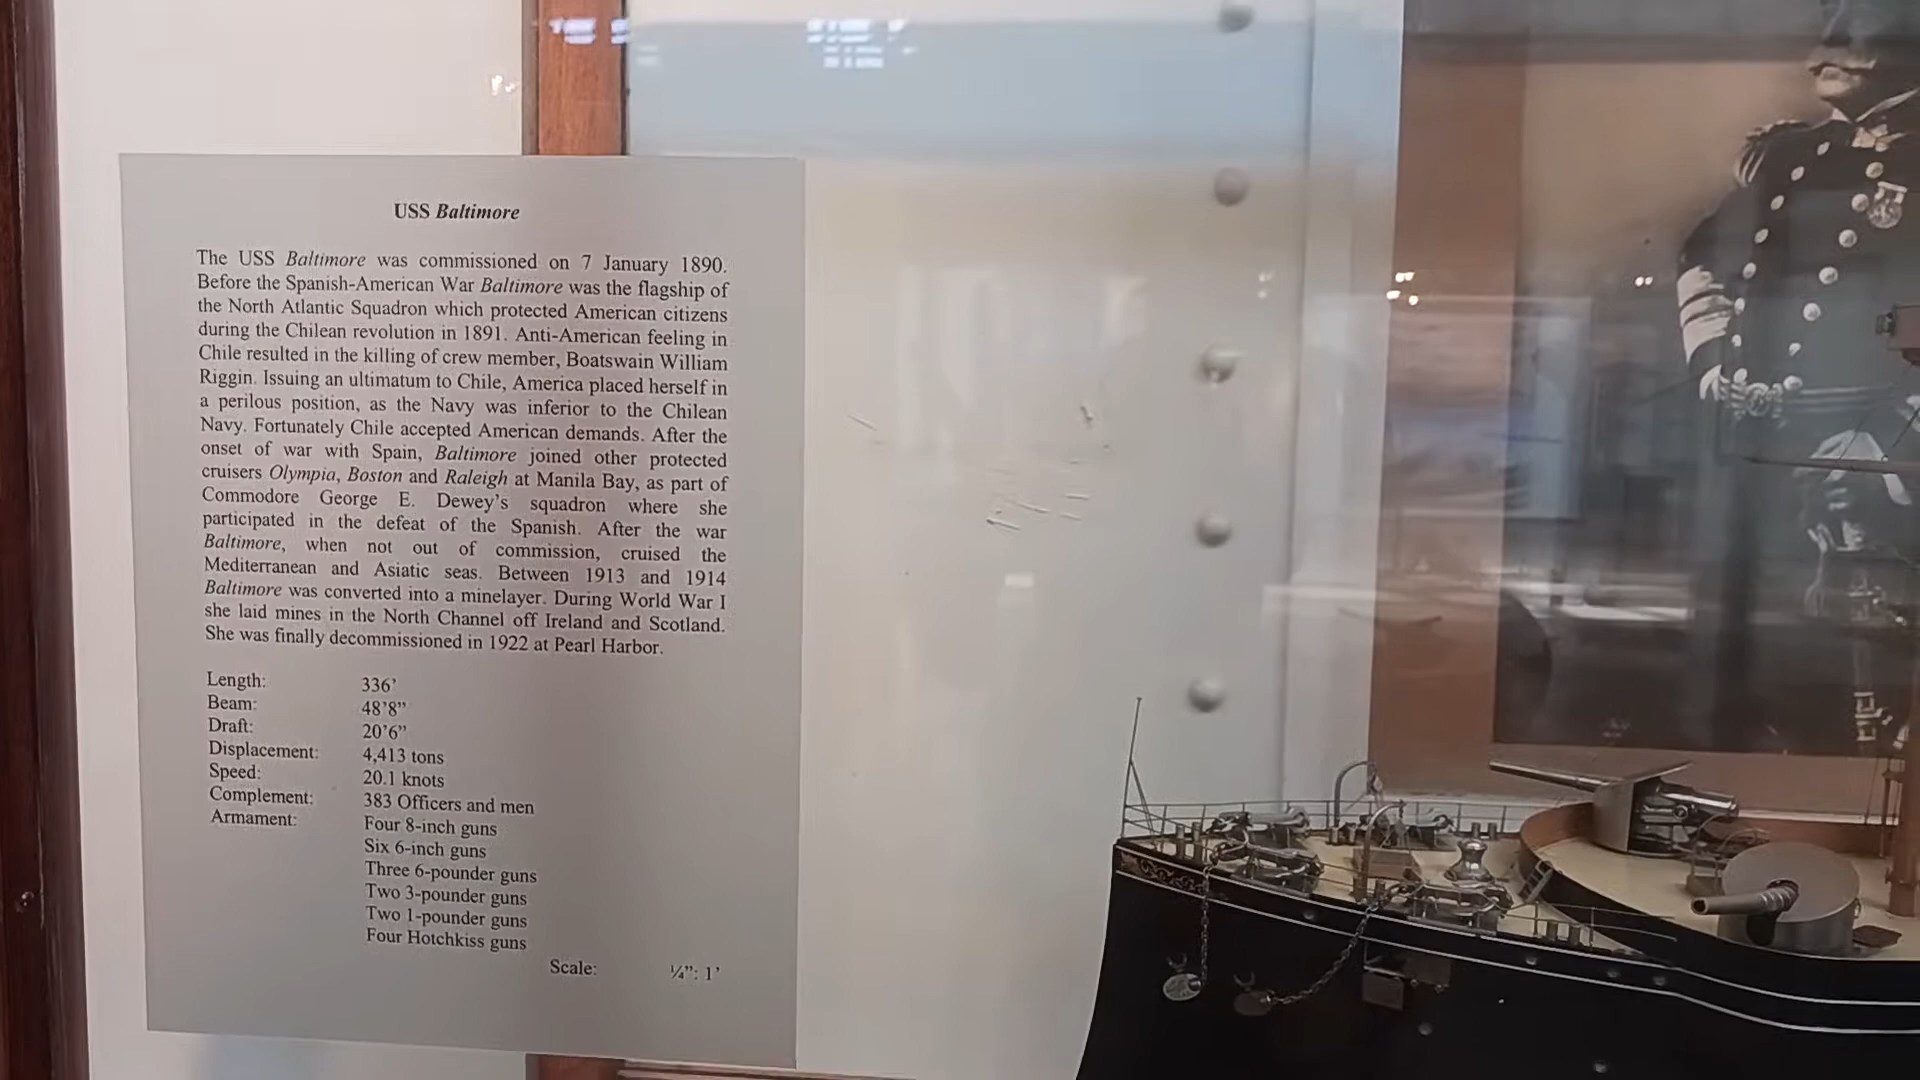 USS Baltimore
The USS Baltimore was commissioned on 7 January 1890.
Before the Spanish-American War Baltimore was the flagship of
the North Atlantic Squadron which protected American citizens
during the Chilean revolution in 1891. Anti-American feeling in
Chile resulted in the killing of crew member, Boatswain William
Riggin. Issuing an ultimatum to Chile, America placed herself in
a perilous position, as the Navy was inferior to the Chilean
Navy. Fortunately Chile accepted American demands. After the
onset of war with Spain, Baltimore joined other protected
cruisers Olympia, Boston and Raleigh at Manila Bay, as part of
Commodore George E. Dewey's squadron where she
participated in the defeat of the Spanish. After the war
Baltimore, when not out of commission, cruised the
Mediterranean and Asiatic seas. Between 1913 and 1914
Baltimore was converted into a minelayer. During World War I
she laid mines in the North Channel off Ireland and Scotland.
She was finally decommissioned in 1922 at Pearl Harbor.
Length: 336'
Beam: 48'8”
Draft: 20'6”
Displacement: 4,413 tons
Speed: 20.1 knots
Complement: 383 Officers and men
Armament: Four 8-inch guns
Six 6-inch guns
Three 6-pounder guns
Two 3-pounder guns
Two 1-pounder guns
Four Hotchkiss guns
Scale: ¼”: 1'